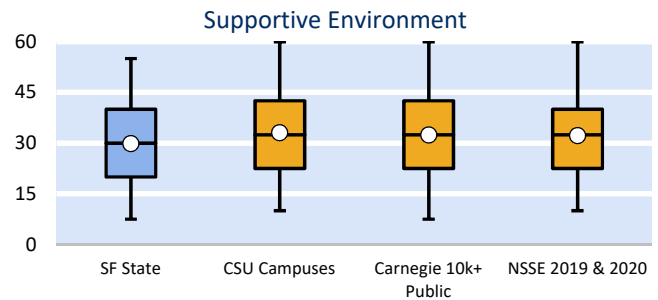 Supportive Environment
60
45
30
15
0
SF State
CSU Campuses
Carnegie 10k+
Public
NSSE 2019 & 2020